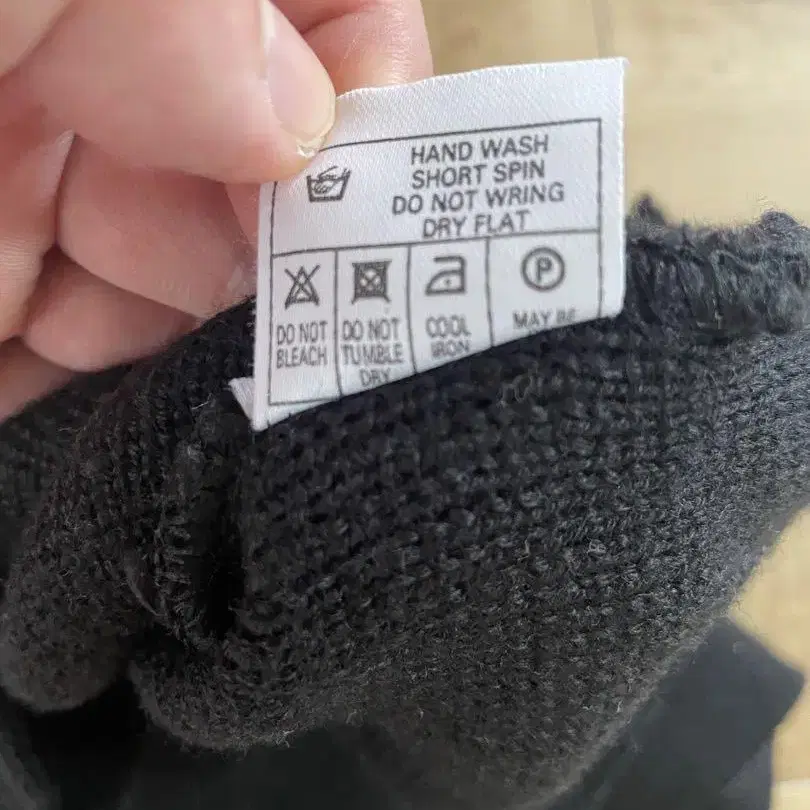 HAND WASH
SHORT SPIN
DO NOT WRING
DRY FLAT
DO NOT
BLEACH
DO NOT
TUMBLE
DRY
COOL
IRON
P
MAY BE